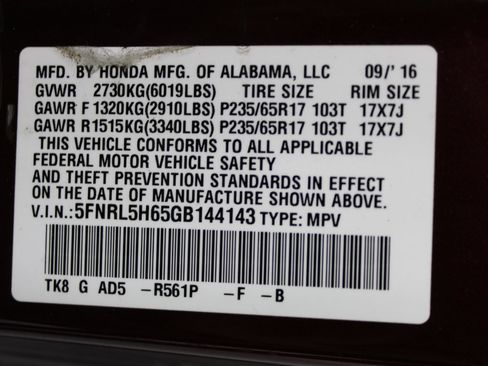 MFD. BY HONDA MFG. OF ALABAMA, LLC 09/' 16
GVWR 2730KG(6019LBS) TIRE SIZE RIM SIZE
GAWR F 1320KG(2910LBS) P235/65R17 103T 17X7J
GAWR R1515KG(3340LBS) P235/65R17 103T 17X7J
THIS VEHICLE CONFORMS TO ALL APPLICABLE
FEDERAL MOTOR VEHICLE SAFETY
AND THEFT PREVENTION STANDARDS IN EFFECT
ON THE DATE OF MANUFACTURE SHOWN ABOVE.
V.I.N.:5FNRL5H65GB144143 TYPE: MPV
TK8 G AD5 –R561P –F –B